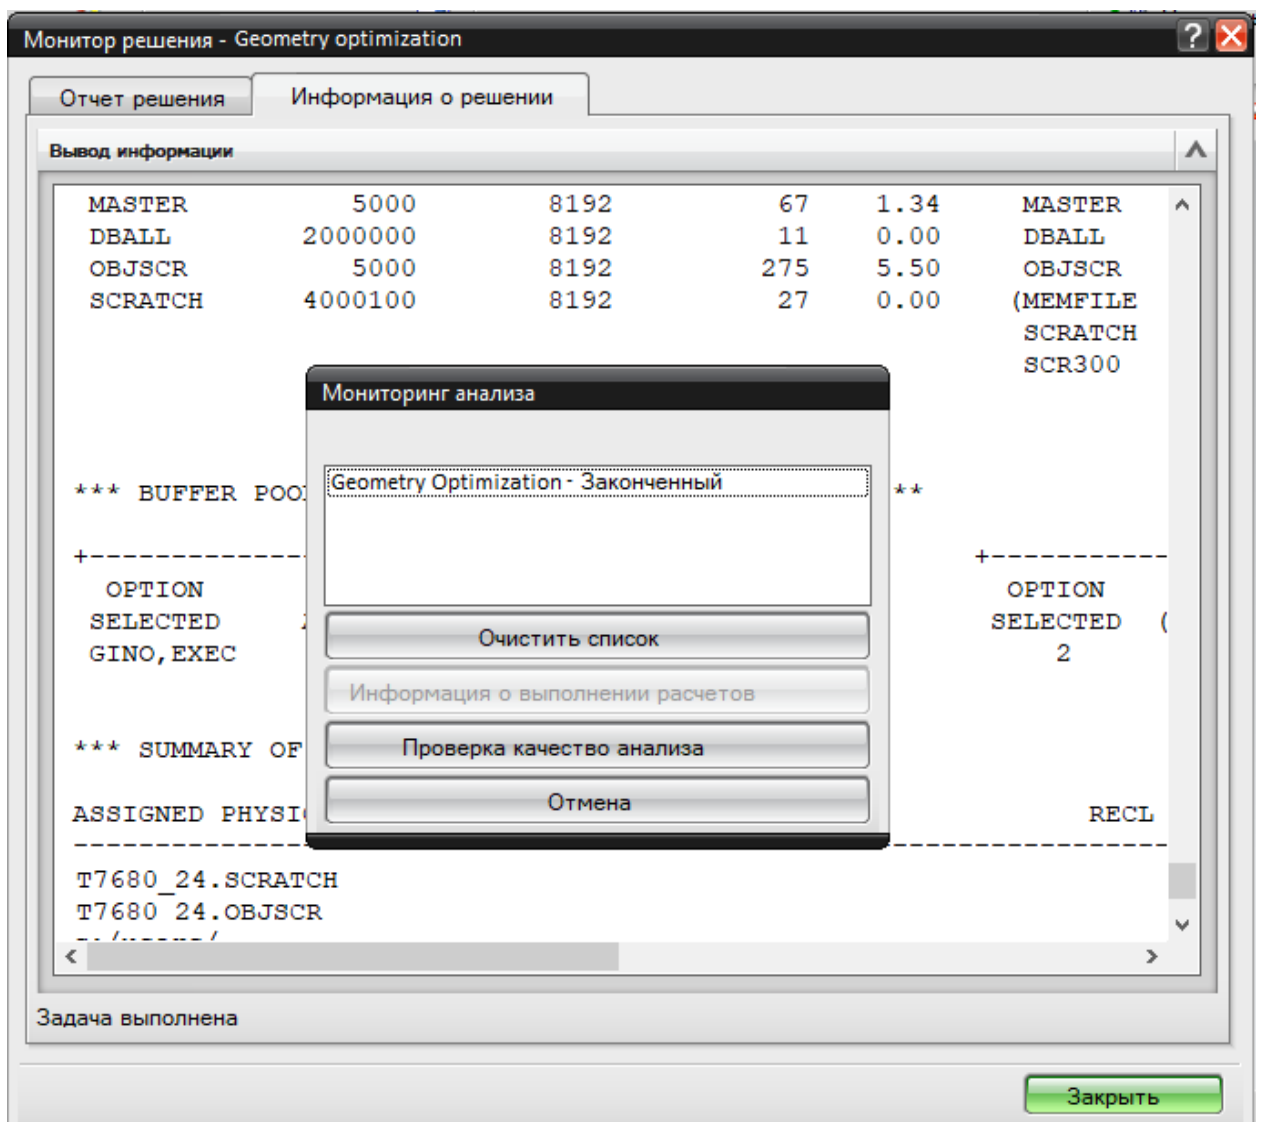 Монитор решения - Geometry optimization
Отчет решения Информация о решении
Вывод информации
MASTER 5000 8192 67 1.34 MASTER
DBALL 2000000 8192 11 0.00 DBALL
OBJSCR 5000 8192 275 5.50 OBJSCR
SCRATCH 4000100 8192 27 0.00 (MEMFILE
SCRATCH
SCR300
Мониторинг анализа
Geometry Optimization - Законченный
Очистить список
Информация о выполнении расчетов
Проверка качество анализа
Отмена
*** BUFFER **
+------------- +-----------
OPTION OPTION
SELECTED SELECTED (
GINO,EXEC 2
*** SUMMARY OF
ASSIGNED RECL
T7680_24.SCRATCH
T7680_24.OBJSCR
Задача выполнена
Закрыть